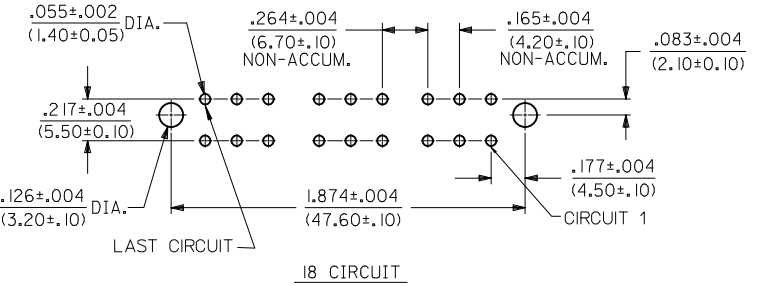 .055±.002 DIA.
(1.40±0.05)
.264±.004
(6.70±.10)
NON-ACCUM.
.165±.004
(4.20±.10)
NON-ACCUM.
.083±.004
(2.10±0.10)
.217±.004
(5.50±0.10)
.126±.004 DIA.
(3.20±.10)
1.874±.004
(47.60±.10)
.177±.004
(4.50±.10)
CIRCUIT 1
LAST CIRCUIT
18 CIRCUIT